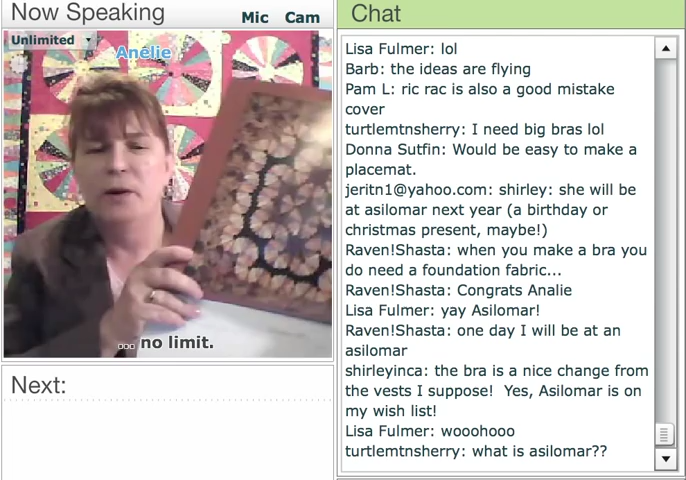 Now Speaking
Mic Cam
Unlimited
Anélie
... no limit.
Next:
Chat
Lisa Fulmer: lol
Barb: the ideas are flying
Pam L: ric rac is also a good mistake
cover
turtlemtnsherry: I need big bras lol
Donna Sutfin: Would be easy to make a
placemat.
jeritn1@yahoo.com: shirley: she will be
at asilomar next year (a birthday or
christmas present, maybe!)
Raven!Shasta: when you make a bra you
do need a foundation fabric...
Raven!Shasta: Congrats Analie
Lisa Fulmer: yay Asilomar!
Raven!Shasta: one day I will be at an
asilomar
shirleyinca: the bra is a nice change from
the vests I suppose!  Yes, Asilomar is on
my wish list!
Lisa Fulmer: wooohooo
turtlemtnsherry: what is asilomar??